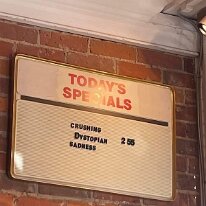 TODAY'S
SPECIALS
CRUSHING
DYSTOPIAN 2 55
SADNESS